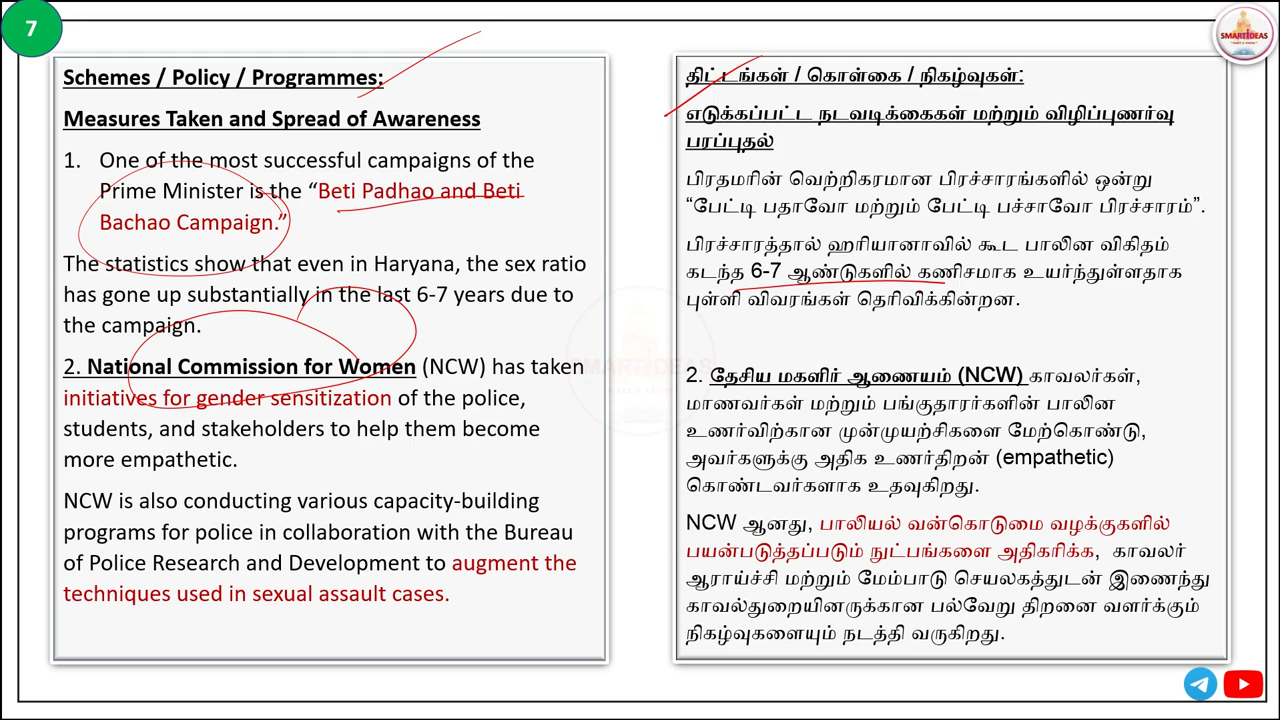 7
SMARTIDEAS
Schemes / Policy / Programmes:
Measures Taken and Spread of Awareness
1. One of the most successful campaigns of the
Prime Minister is the “Beti Padhao and Beti
Bachao Campaign.”
The statistics show that even in Haryana, the sex ratio
has gone up substantially in the last 6-7 years due to
the campaign.
2. National Commission for Women (NCW) has taken
initiatives for gender sensitization of the police,
students, and stakeholders to help them become
more empathetic.
NCW is also conducting various capacity-building
programs for police in collaboration with the Bureau
of Police Research and Development to augment the
techniques used in sexual assault cases.
திட்டங்கள் / கொள்கை / நிகழ்வுகள்:
எடுக்கப்பட்ட நடவடிக்கைகள் மற்றும் விழிப்புணர்வு
பரப்புதல்
பிரதமரின் வெற்றிகரமான பிரச்சாரங்களில் ஒன்று
“பேட்டி பதாவோ மற்றும் பேட்டி பச்சாவோ பிரச்சாரம்”.
பிரச்சாரத்தால் ஹரியானாவில் கூட பாலின விகிதம்
கடந்த 6-7 ஆண்டுகளில் கணிசமாக உயர்ந்துள்ளதாக
புள்ளி விவரங்கள் தெரிவிக்கின்றன.
2. தேசிய மகளிர் ஆணையம் (NCW) காவலர்கள்,
மாணவர்கள் மற்றும் பங்குதாரர்களின் பாலின
உணர்விற்கான முன்முயற்சிகளை மேற்கொண்டு,
அவர்களுக்கு அதிக உணர்திறன் (empathetic)
கொண்டவர்களாக உதவுகிறது.
NCW ஆனது, பாலியல் வன்கொடுமை வழக்குகளில்
பயன்படுத்தப்படும் நுட்பங்களை அதிகரிக்க, காவலர்
ஆராய்ச்சி மற்றும் மேம்பாடு செயலகத்துடன் இணைந்து
காவல்துறையினருக்கான பல்வேறு திறனை வளர்க்கும்
நிகழ்வுகளையும் நடத்தி வருகிறது.
SMARTIDEAS